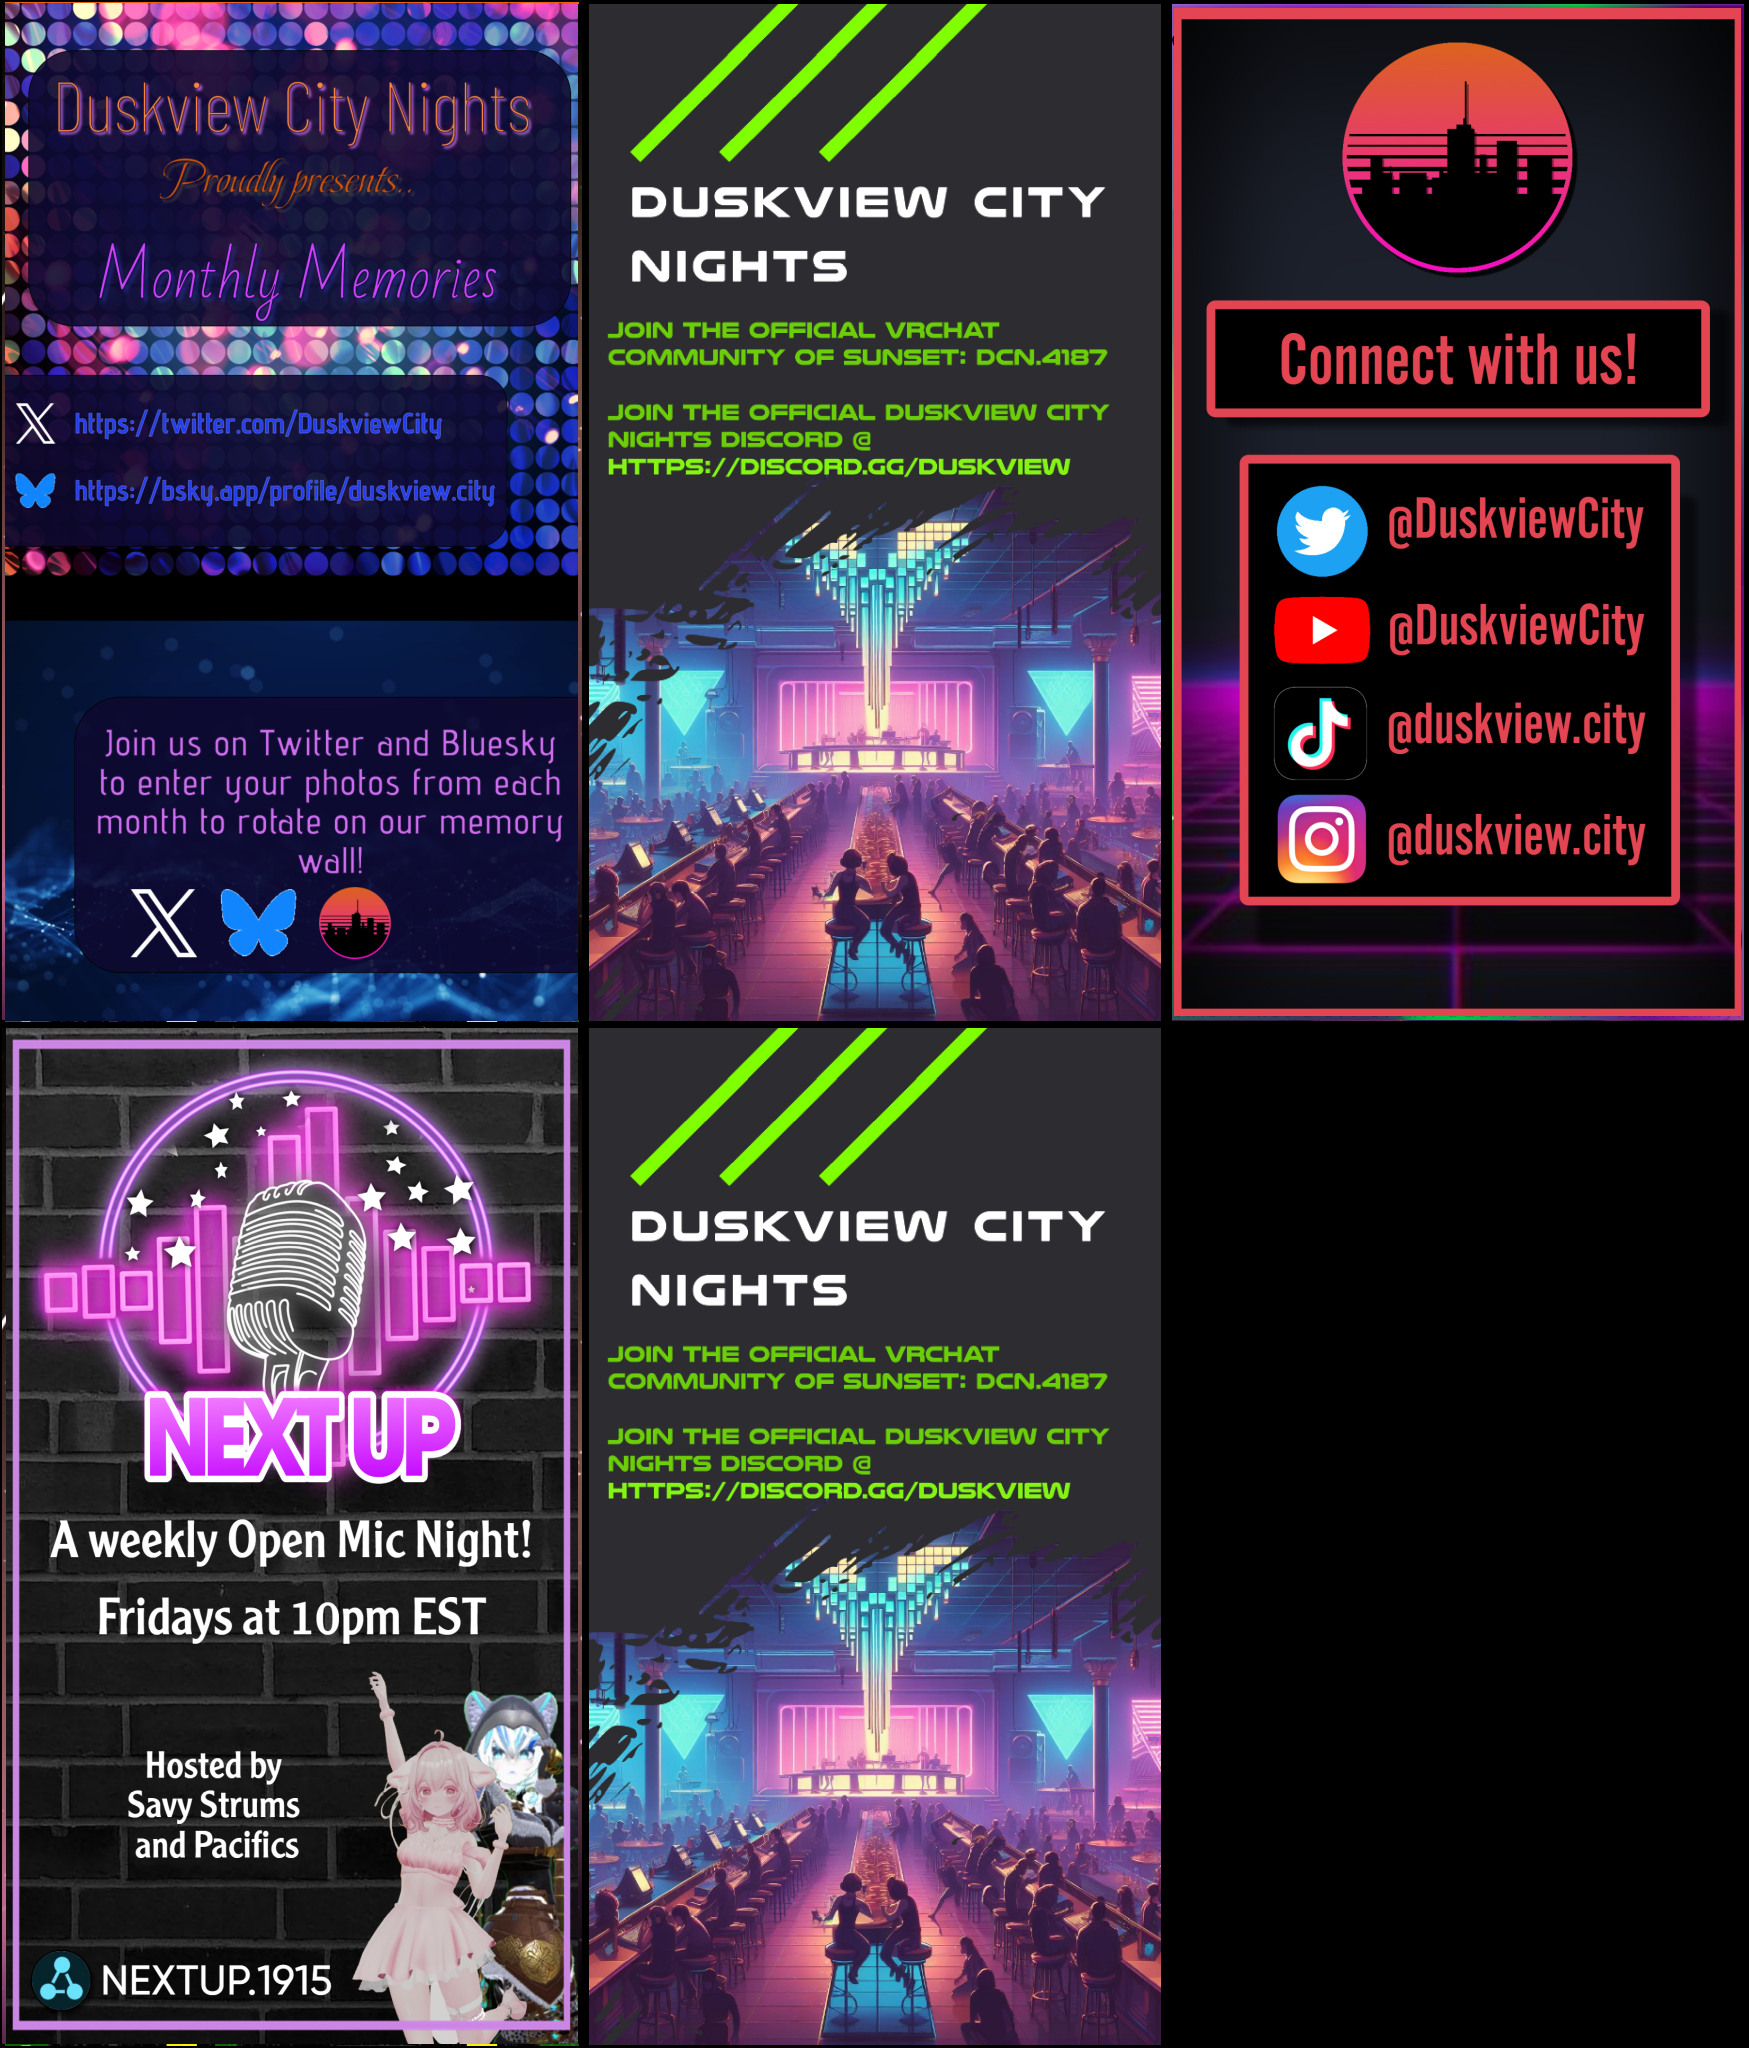 Duskview City Nights
Proudly presents..
Monthly Memories
https://twitter.com/DuskviewCity
https://bsky.app/profile/duskview.city
Join us on Twitter and Bluesky
to enter your photos from each
month to rotate on our memory
wall!
DUSKVIEW CITY
NIGHTS
JOIN THE OFFICIAL VRCHAT
COMMUNITY OF SUNSET: DCN.4187
JOIN THE OFFICIAL DUSKVIEW CITY
NIGHTS DISCORD @
HTTPS://DISCORD.GG/DUSKVIEW
Connect with us!
@DuskviewCity
@DuskviewCity
@duskview.city
@duskview.city
NEXT UP
A weekly Open Mic Night!
Fridays at 10pm EST
Hosted by
Savy Strums
and Pacifics
NEXTUP.1915
DUSKVIEW CITY
NIGHTS
JOIN THE OFFICIAL VRCHAT
COMMUNITY OF SUNSET: DCN.4187
JOIN THE OFFICIAL DUSKVIEW CITY
NIGHTS DISCORD @
HTTPS://DISCORD.GG/DUSKVIEW